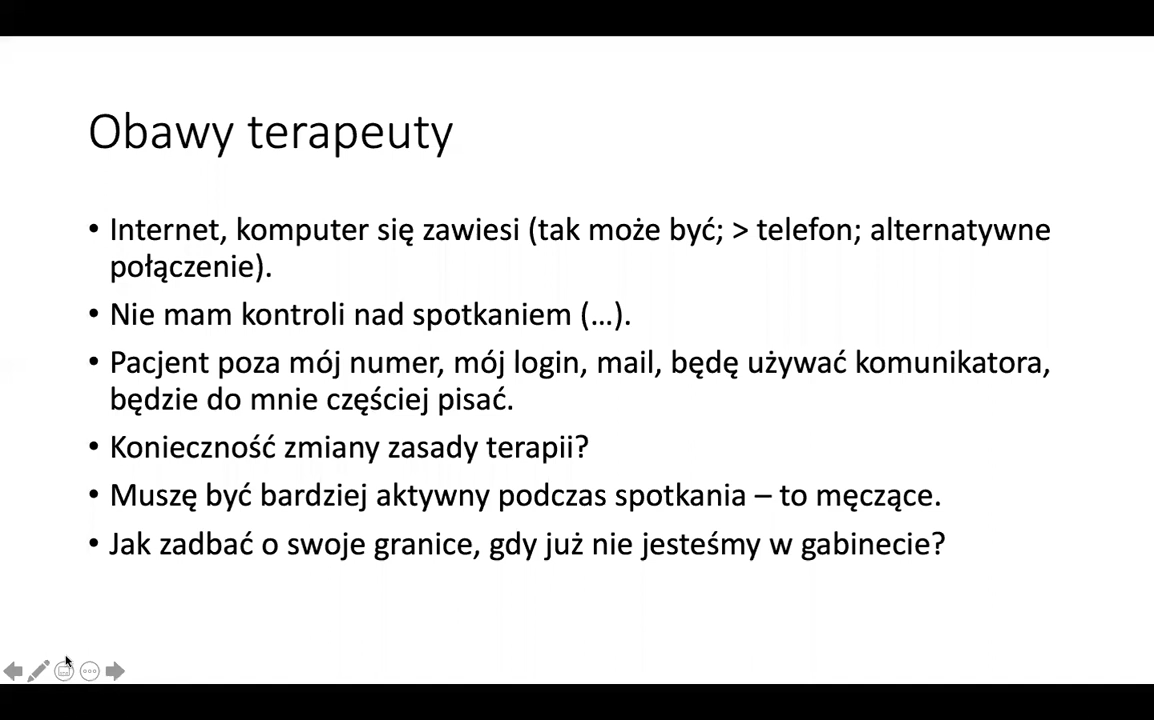 Obawy terapeuty
• Internet, komputer się zawiesi (tak może być; > telefon; alternatywne
połączenie).
• Nie mam kontroli nad spotkaniem (…).
• Pacjent poza mój numer, mój login, mail, będę używać komunikatora,
będzie do mnie częściej pisać.
• Konieczność zmiany zasady terapii?
• Muszę być bardziej aktywny podczas spotkania – to męczące.
• Jak zadbać o swoje granice, gdy już nie jesteśmy w gabinecie?